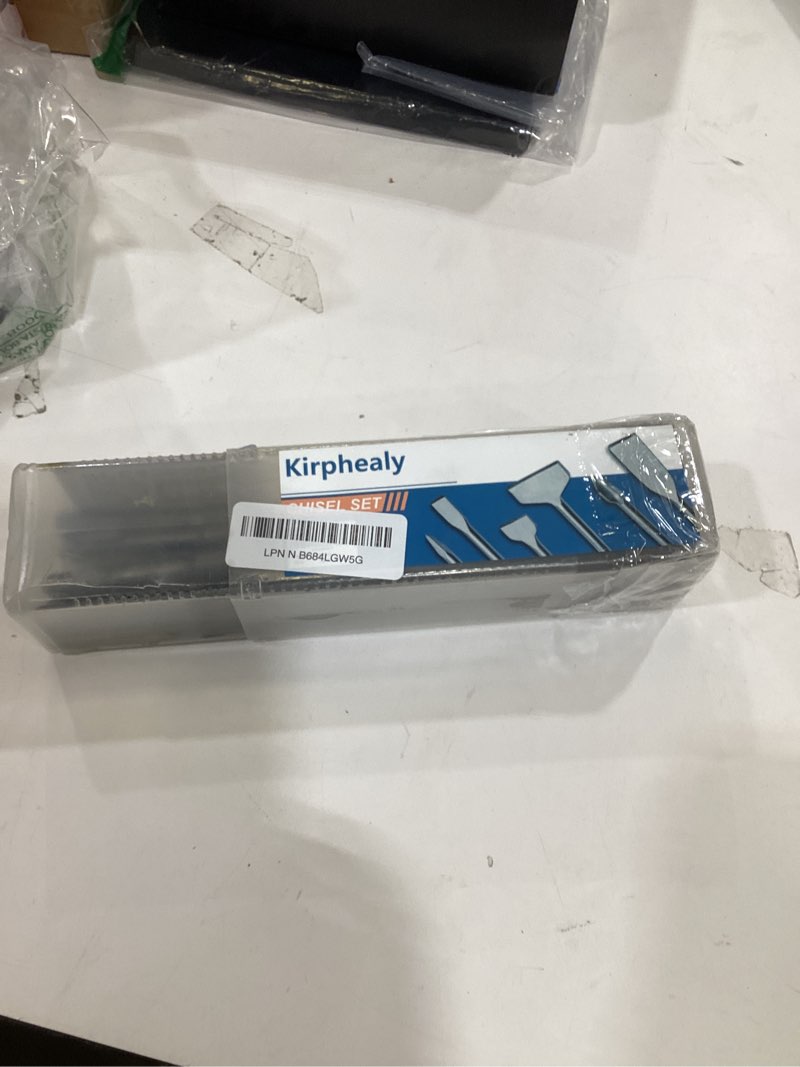 Kirphealy
CHISEL SET
LPN N B684LGW5G